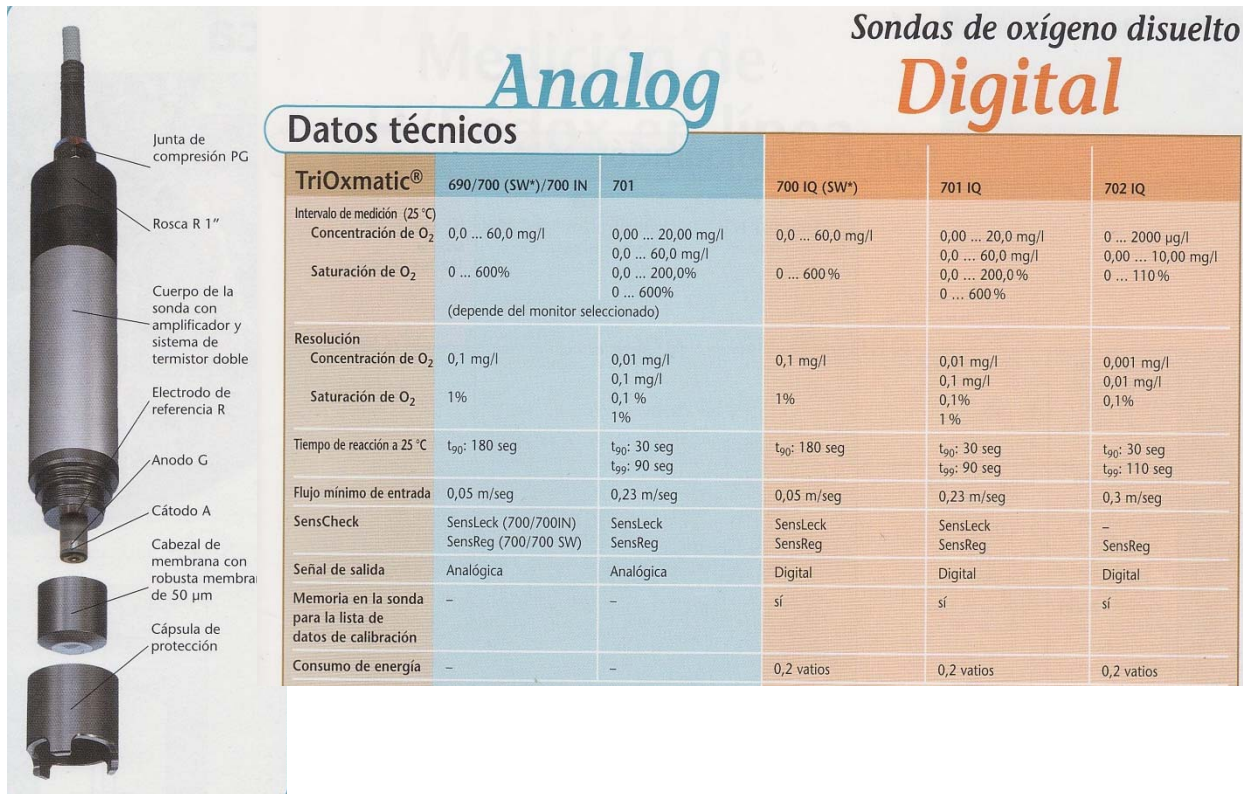 Sondas de oxígeno disuelto
Analog
Digital
Datos técnicos
Junta de
compresión PG
Rosca R 1"
Cuerpo de la
sonda con
amplificador y
sistema de
termistor doble
Electrodo de
referencia R
Anodo G
Cátodo A
Cabezal de
membrana con
robusta membra
de 50 µm
Cápsula de
protección
TriOxmatic® 690/700 (SW*)/700 IN 701 700 IQ (SW*) 701 IQ 702 IQ
Intervalo de medición (25 °C)
Concentración de O₂ 0,0 ... 60,0 mg/l 0,00 ... 20,00 mg/l 0,0 ... 60,0 mg/l 0,00 ... 20,0 mg/l 0 ... 2000 µg/l
0,0 ... 60,0 mg/l 0,0 ... 60,0 mg/l 0,00 ... 10,00 mg/l
Saturación de O₂ 0 ... 600% 0,0 ... 200,0% 0 ... 600% 0,0 ... 200,0% 0 ... 110%
0 ... 600% 0 ... 600%
(depende del monitor seleccionado)
Resolución
Concentración de O₂ 0,1 mg/l 0,01 mg/l 0,1 mg/l 0,01 mg/l 0,001 mg/l
0,1 mg/l 0,1 mg/l 0,01 mg/l
Saturación de O₂ 1% 0,1 % 1% 0,1% 0,1%
1% 1%
Tiempo de reacción a 25 °C t₉₀: 180 seg t₉₀: 30 seg t₉₀: 180 seg t₉₀: 30 seg t₉₀: 30 seg
t₉₉: 90 seg t₉₉: 90 seg t₉₉: 110 seg
Flujo mínimo de entrada 0,05 m/seg 0,23 m/seg 0,05 m/seg 0,23 m/seg 0,3 m/seg
SensCheck SensLeck (700/700IN) SensLeck SensLeck SensLeck –
SensReg (700/700 SW) SensReg SensReg SensReg SensReg
Señal de salida Analógica Analógica Digital Digital Digital
Memoria en la sonda – – sí sí sí
para la lista de
datos de calibración
Consumo de energía – – 0,2 vatios 0,2 vatios 0,2 vatios